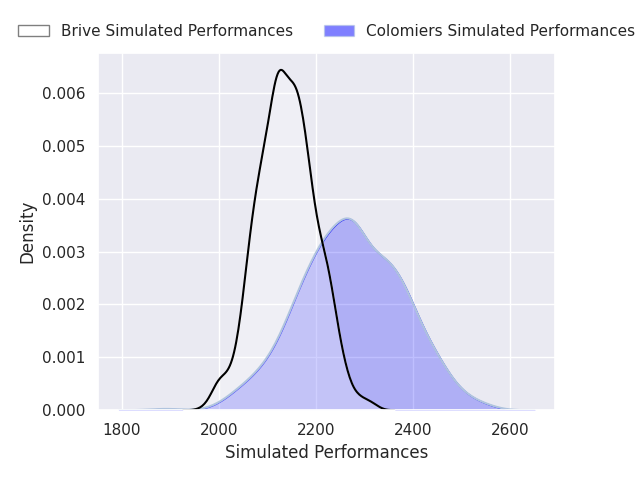 Brive Simulated Performances
Colomiers Simulated Performances
0.006
0.005
0.004
0.003
0.002
0.001
0.000
Density
1800 2000 2200 2400 2600
Simulated Performances